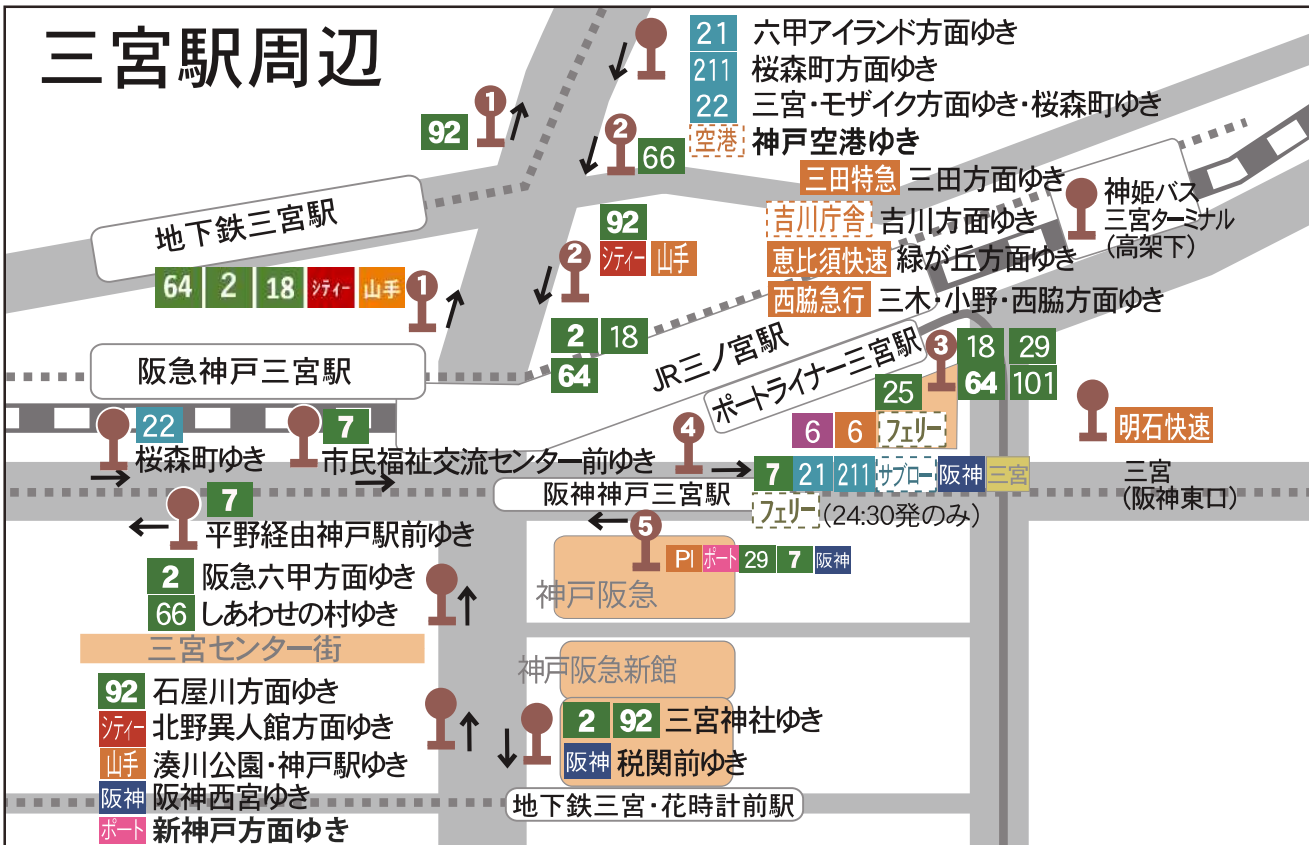 三宮駅周辺
21 六甲アイランド方面ゆき
211 桜森町方面ゆき
22 三宮・モザイク方面ゆき・桜森町ゆき
空港 神戸空港ゆき
1
92
2
66
三田特急 三田方面ゆき
吉川庁舎 吉川方面ゆき
恵比須快速 緑が丘方面ゆき
西脇急行 三木・小野・西脇方面ゆき
神姫バス
三宮ターミナル
(高架下)
地下鉄三宮駅
92
シティー 山手
2
64 2 18 シティー 山手
1
2 18
64
JR三ノ宮駅
ポートライナー三宮駅
阪急神戸三宮駅
3
18 29
64 101
25
6 6 フェリー
明石快速
三宮
(阪神東口)
22
桜森町ゆき
7
市民福祉交流センター前ゆき
4
7 21 211 サブロー 阪神 三宮
フェリー (24:30発のみ)
阪神神戸三宮駅
7
平野経由神戸駅前ゆき
5
PI ポート 29 7 阪神
神戸阪急
2 阪急六甲方面ゆき
66 しあわせの村ゆき
三宮センター街
神戸阪急新館
92 石屋川方面ゆき
シティー 北野異人館方面ゆき
山手 湊川公園・神戸駅ゆき
阪神 阪神西宮ゆき
ポート 新神戸方面ゆき
2 92 三宮神社ゆき
阪神 税関前ゆき
地下鉄三宮・花時計前駅